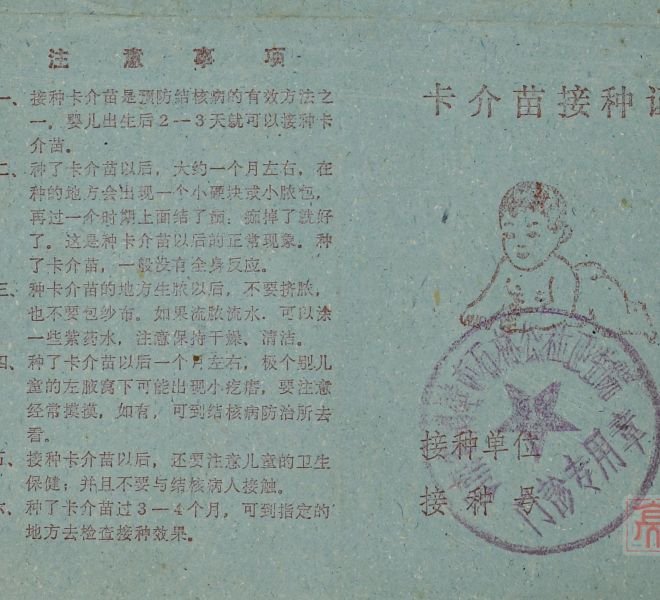 注意事项
一、接种卡介苗是预防结核病的有效方法之
一，婴儿出生后2－3天就可以接种卡
介苗。
二、种了卡介苗以后，大约一个月左右，在
种的地方会出现一个小硬块或小脓包，
再过一个时期上面结了痂，痂掉了就好
了。这是种卡介苗以后的正常现象。种
了卡介苗，一般没有全身反应。
三、种卡介苗的地方生脓以后，不要挤脓，
也不要包纱布。如果流脓流水，可以涂
一些紫药水，注意保持干燥、清洁。
四、种了卡介苗以后一个月左右，极个别儿
童的左腋窝下可能出现小疙瘩，要注意
经常摸摸，如有，可到结核病防治所去
看。
五、接种卡介苗以后，还要注意儿童的卫生
保健；并且不要与结核病人接触。
六、种了卡介苗过3－4个月，可到指定的
地方去检查接种效果。
卡介苗接种证
市石林公社卫生院
接种单位
接种号
门诊专用章